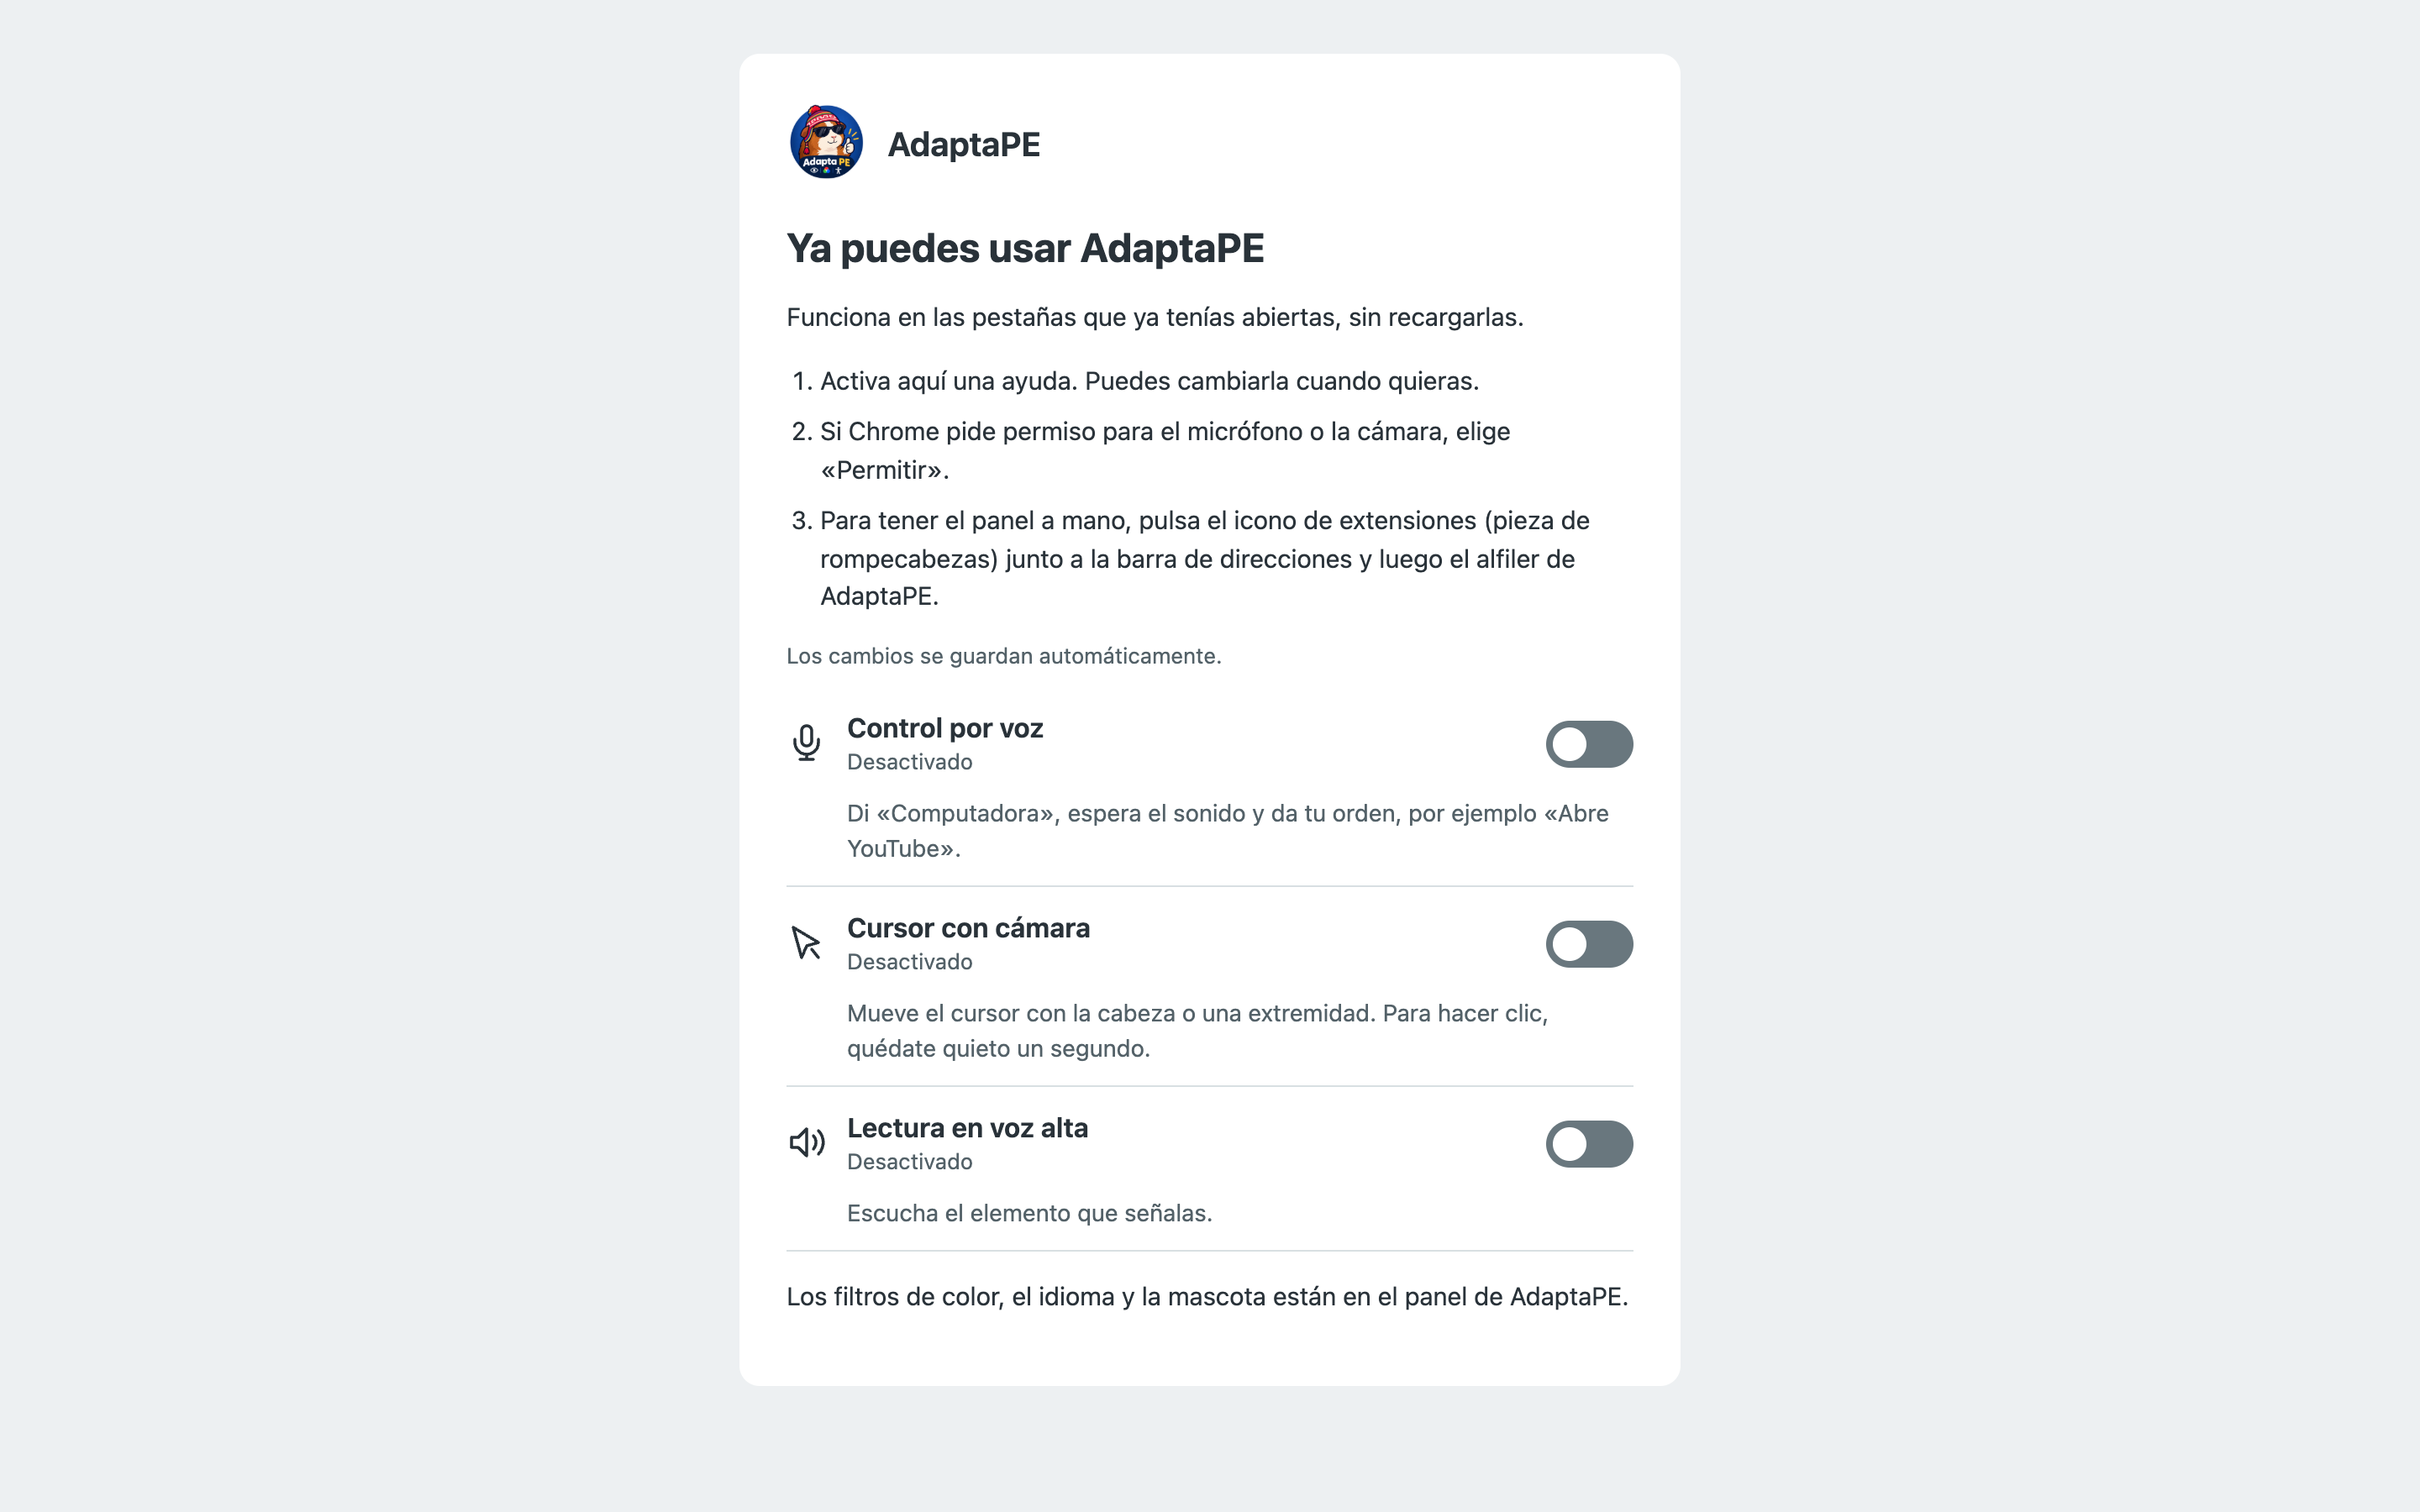 Adapta PE
AdaptaPE
Ya puedes usar AdaptaPE
Funciona en las pestañas que ya tenías abiertas, sin recargarlas.
1. Activa aquí una ayuda. Puedes cambiarla cuando quieras.
2. Si Chrome pide permiso para el micrófono o la cámara, elige
«Permitir».
3. Para tener el panel a mano, pulsa el icono de extensiones (pieza de
rompecabezas) junto a la barra de direcciones y luego el alfiler de
AdaptaPE.
Los cambios se guardan automáticamente.
Control por voz
Desactivado
Di «Computadora», espera el sonido y da tu orden, por ejemplo «Abre
YouTube».
Cursor con cámara
Desactivado
Mueve el cursor con la cabeza o una extremidad. Para hacer clic,
quédate quieto un segundo.
Lectura en voz alta
Desactivado
Escucha el elemento que señalas.
Los filtros de color, el idioma y la mascota están en el panel de AdaptaPE.